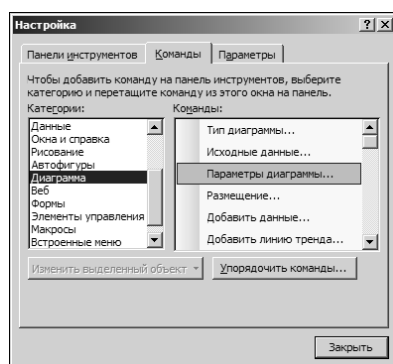 Настройка
Панели инструментов Команды Параметры
Чтобы добавить команду на панель инструментов, выберите
категорию и перетащите команду из этого окна на панель.
Категории: Команды:
Данные
Окна и справка
Рисование
Автофигуры
Диаграмма
Веб
Формы
Элементы управления
Макросы
Встроенные меню
Тип диаграммы...
Исходные данные...
Параметры диаграммы...
Размещение...
Добавить данные...
Добавить линию тренда...
Изменить выделенный объект Упорядочить команды...
Закрыть